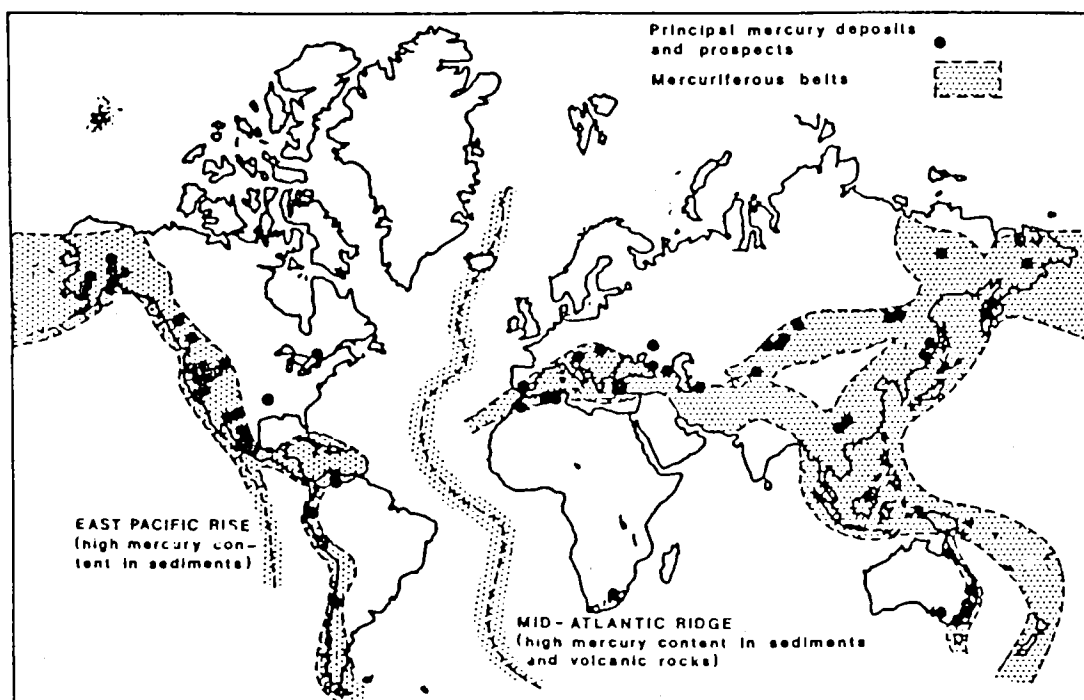 Principal mercury deposits
and prospects
Mercuriferous belts
EAST PACIFIC RISE
(high mercury con-
tent in sediments)
MID-ATLANTIC RIDGE
(high mercury content in sediments
and volcanic rocks)